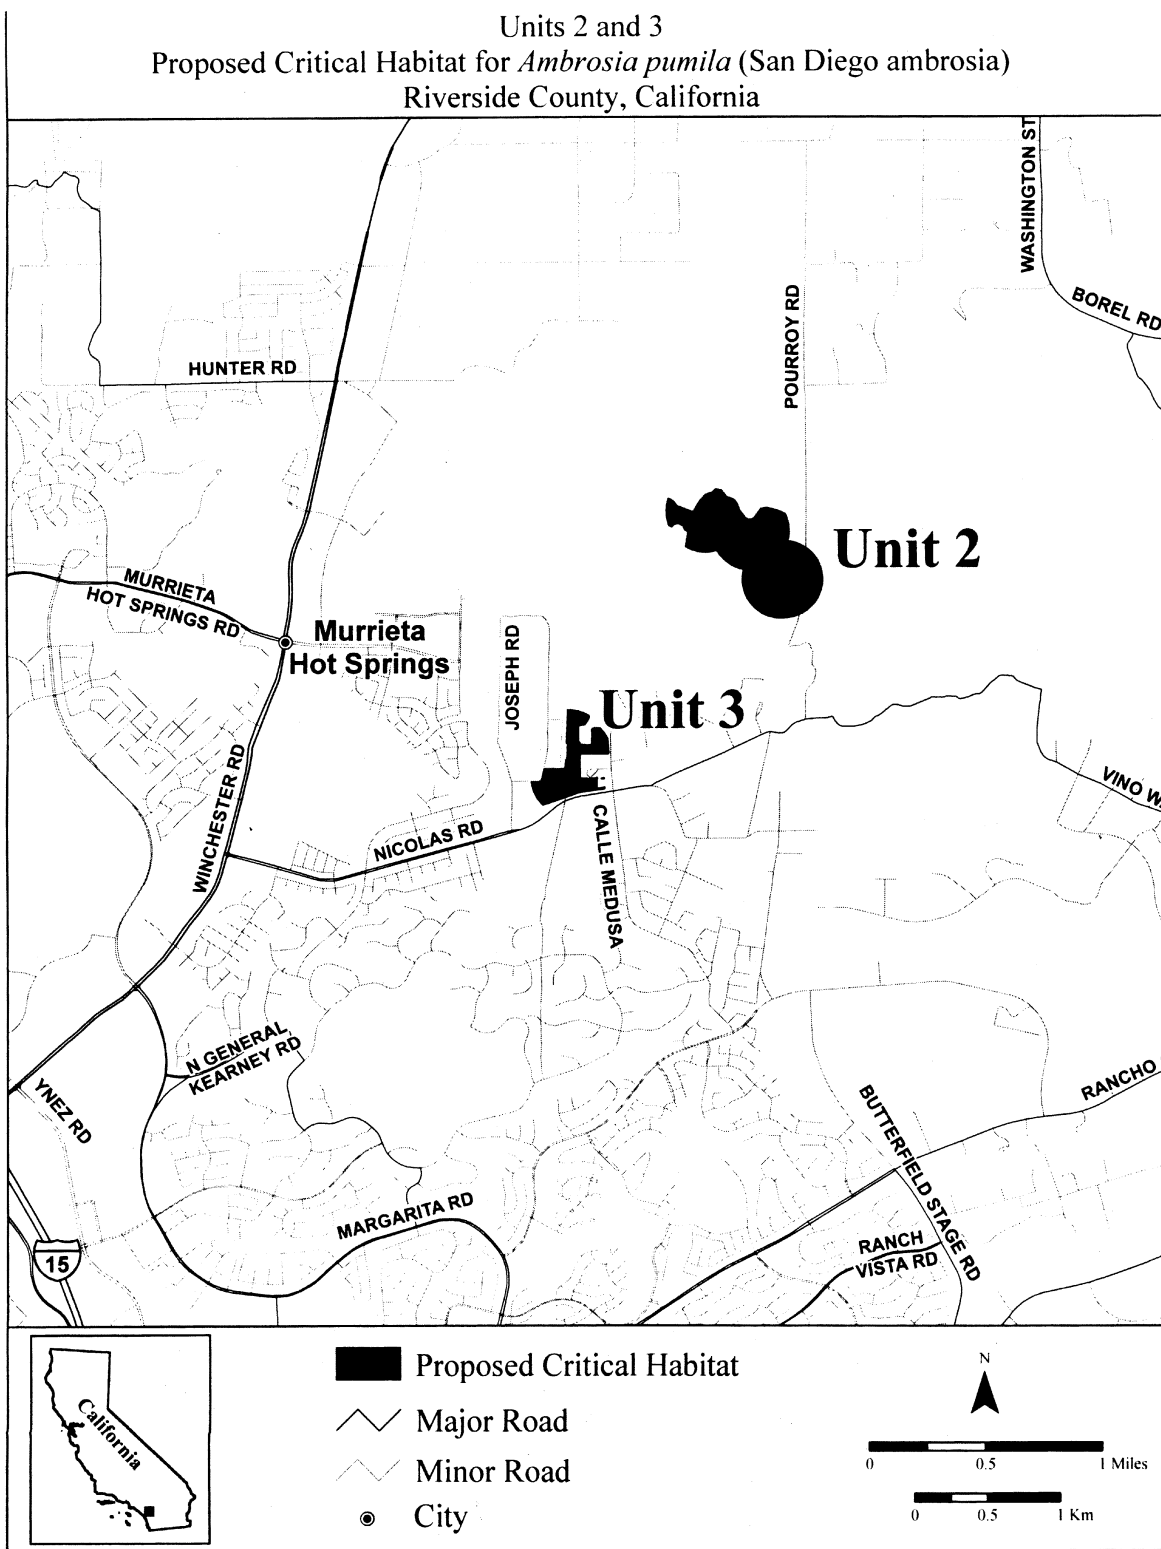 Units 2 and 3
Proposed Critical Habitat for Ambrosia pumila (San Diego ambrosia)
Riverside County, California
WASHINGTON ST
BOREL RD
POURROY RD
HUNTER RD
Unit 2
MURRIETA
HOT SPRINGS RD
Murrieta
Hot Springs
JOSEPH RD
Unit 3
WINCHESTER RD
VINO W
NICOLAS RD
CALLE MEDUSA
N GENERAL
KEARNEY RD
YNEZ RD
RANCHO
BUTTERFIELD STAGE RD
MARGARITA RD
RANCH
VISTA RD
15
California
Proposed Critical Habitat
Major Road
Minor Road
City
N
0 0.5 1 Miles
0 0.5 1 Km